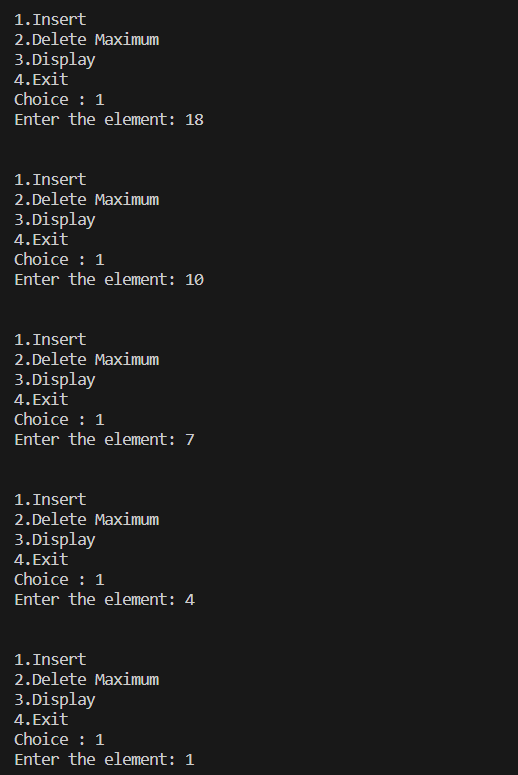 1.Insert
2.Delete Maximum
3.Display
4.Exit
Choice : 1
Enter the element: 18
1.Insert
2.Delete Maximum
3.Display
4.Exit
Choice : 1
Enter the element: 10
1.Insert
2.Delete Maximum
3.Display
4.Exit
Choice : 1
Enter the element: 7
1.Insert
2.Delete Maximum
3.Display
4.Exit
Choice : 1
Enter the element: 4
1.Insert
2.Delete Maximum
3.Display
4.Exit
Choice : 1
Enter the element: 1